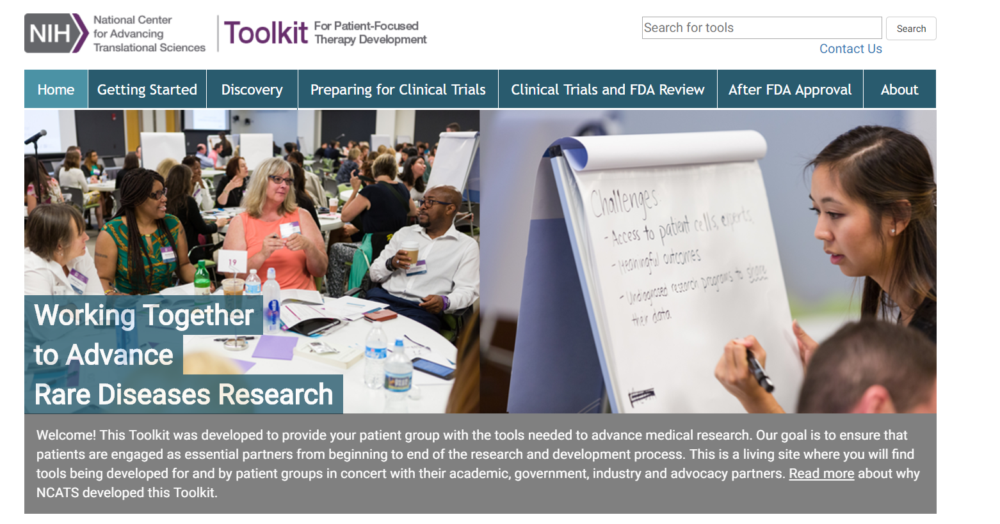 NIH
National Center
for Advancing
Translational Sciences
Toolkit
For Patient-Focused
Therapy Development
Search for tools
Search
Contact Us
Home
Getting Started
Discovery
Preparing for Clinical Trials
Clinical Trials and FDA Review
After FDA Approval
About
19
Challenges:
- Access to patient cells, experts,
- Meaningful outcomes
- Undiagnosed research programs to share
their data
Working Together
to Advance
Rare Diseases Research
Welcome! This Toolkit was developed to provide your patient group with the tools needed to advance medical research. Our goal is to ensure that
patients are engaged as essential partners from beginning to end of the research and development process. This is a living site where you will find
tools being developed for and by patient groups in concert with their academic, government, industry and advocacy partners. Read more about why
NCATS developed this Toolkit.